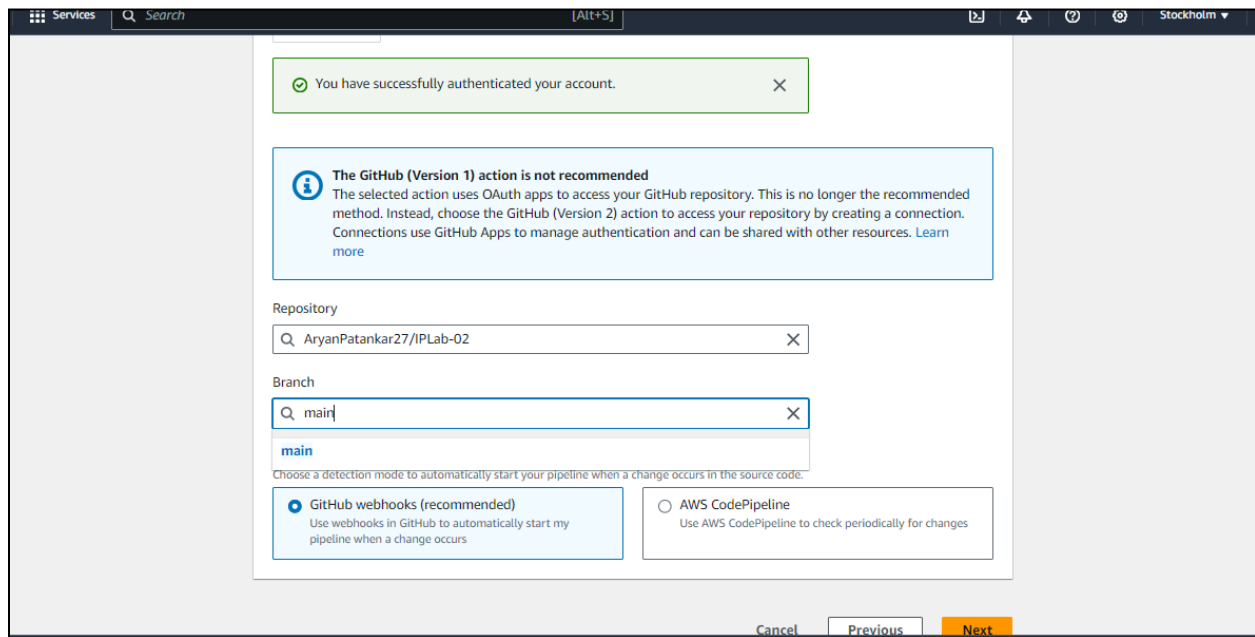 Services Search [Alt+S] Stockholm
You have successfully authenticated your account.
The GitHub (Version 1) action is not recommended
The selected action uses OAuth apps to access your GitHub repository. This is no longer the recommended
method. Instead, choose the GitHub (Version 2) action to access your repository by creating a connection.
Connections use GitHub Apps to manage authentication and can be shared with other resources. Learn
more
Repository
AryanPatankar27/IPLab-02
Branch
main
main
Choose a detection mode to automatically start your pipeline when a change occurs in the source code.
GitHub webhooks (recommended)
Use webhooks in GitHub to automatically start my
pipeline when a change occurs
AWS CodePipeline
Use AWS CodePipeline to check periodically for changes
Cancel Previous Next